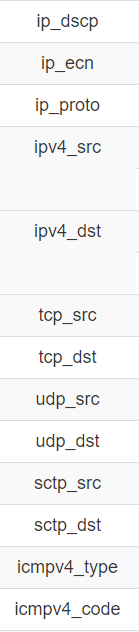 ip_dscp
ip_ecn
ip_proto
ipv4_src
ipv4_dst
tcp_src
tcp_dst
udp_src
udp_dst
sctp_src
sctp_dst
icmpv4_type
icmpv4_code